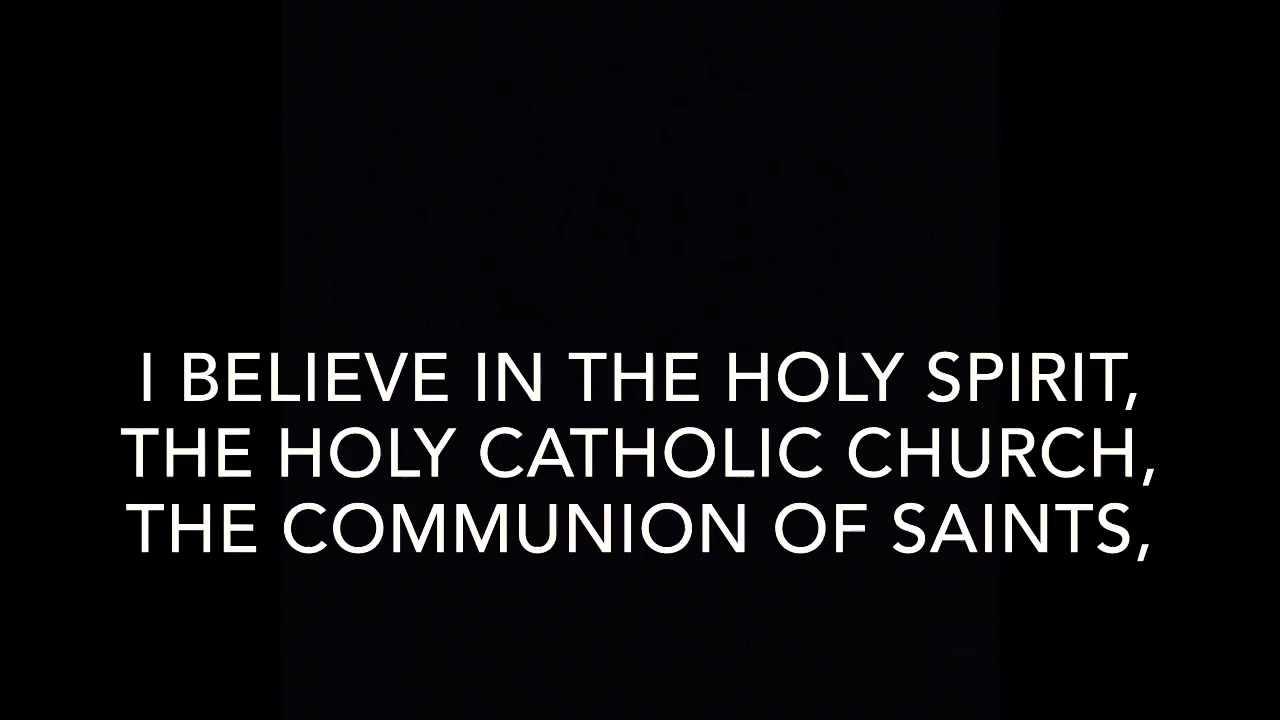 I BELIEVE IN THE HOLY SPIRIT,
THE HOLY CATHOLIC CHURCH,
THE COMMUNION OF SAINTS,